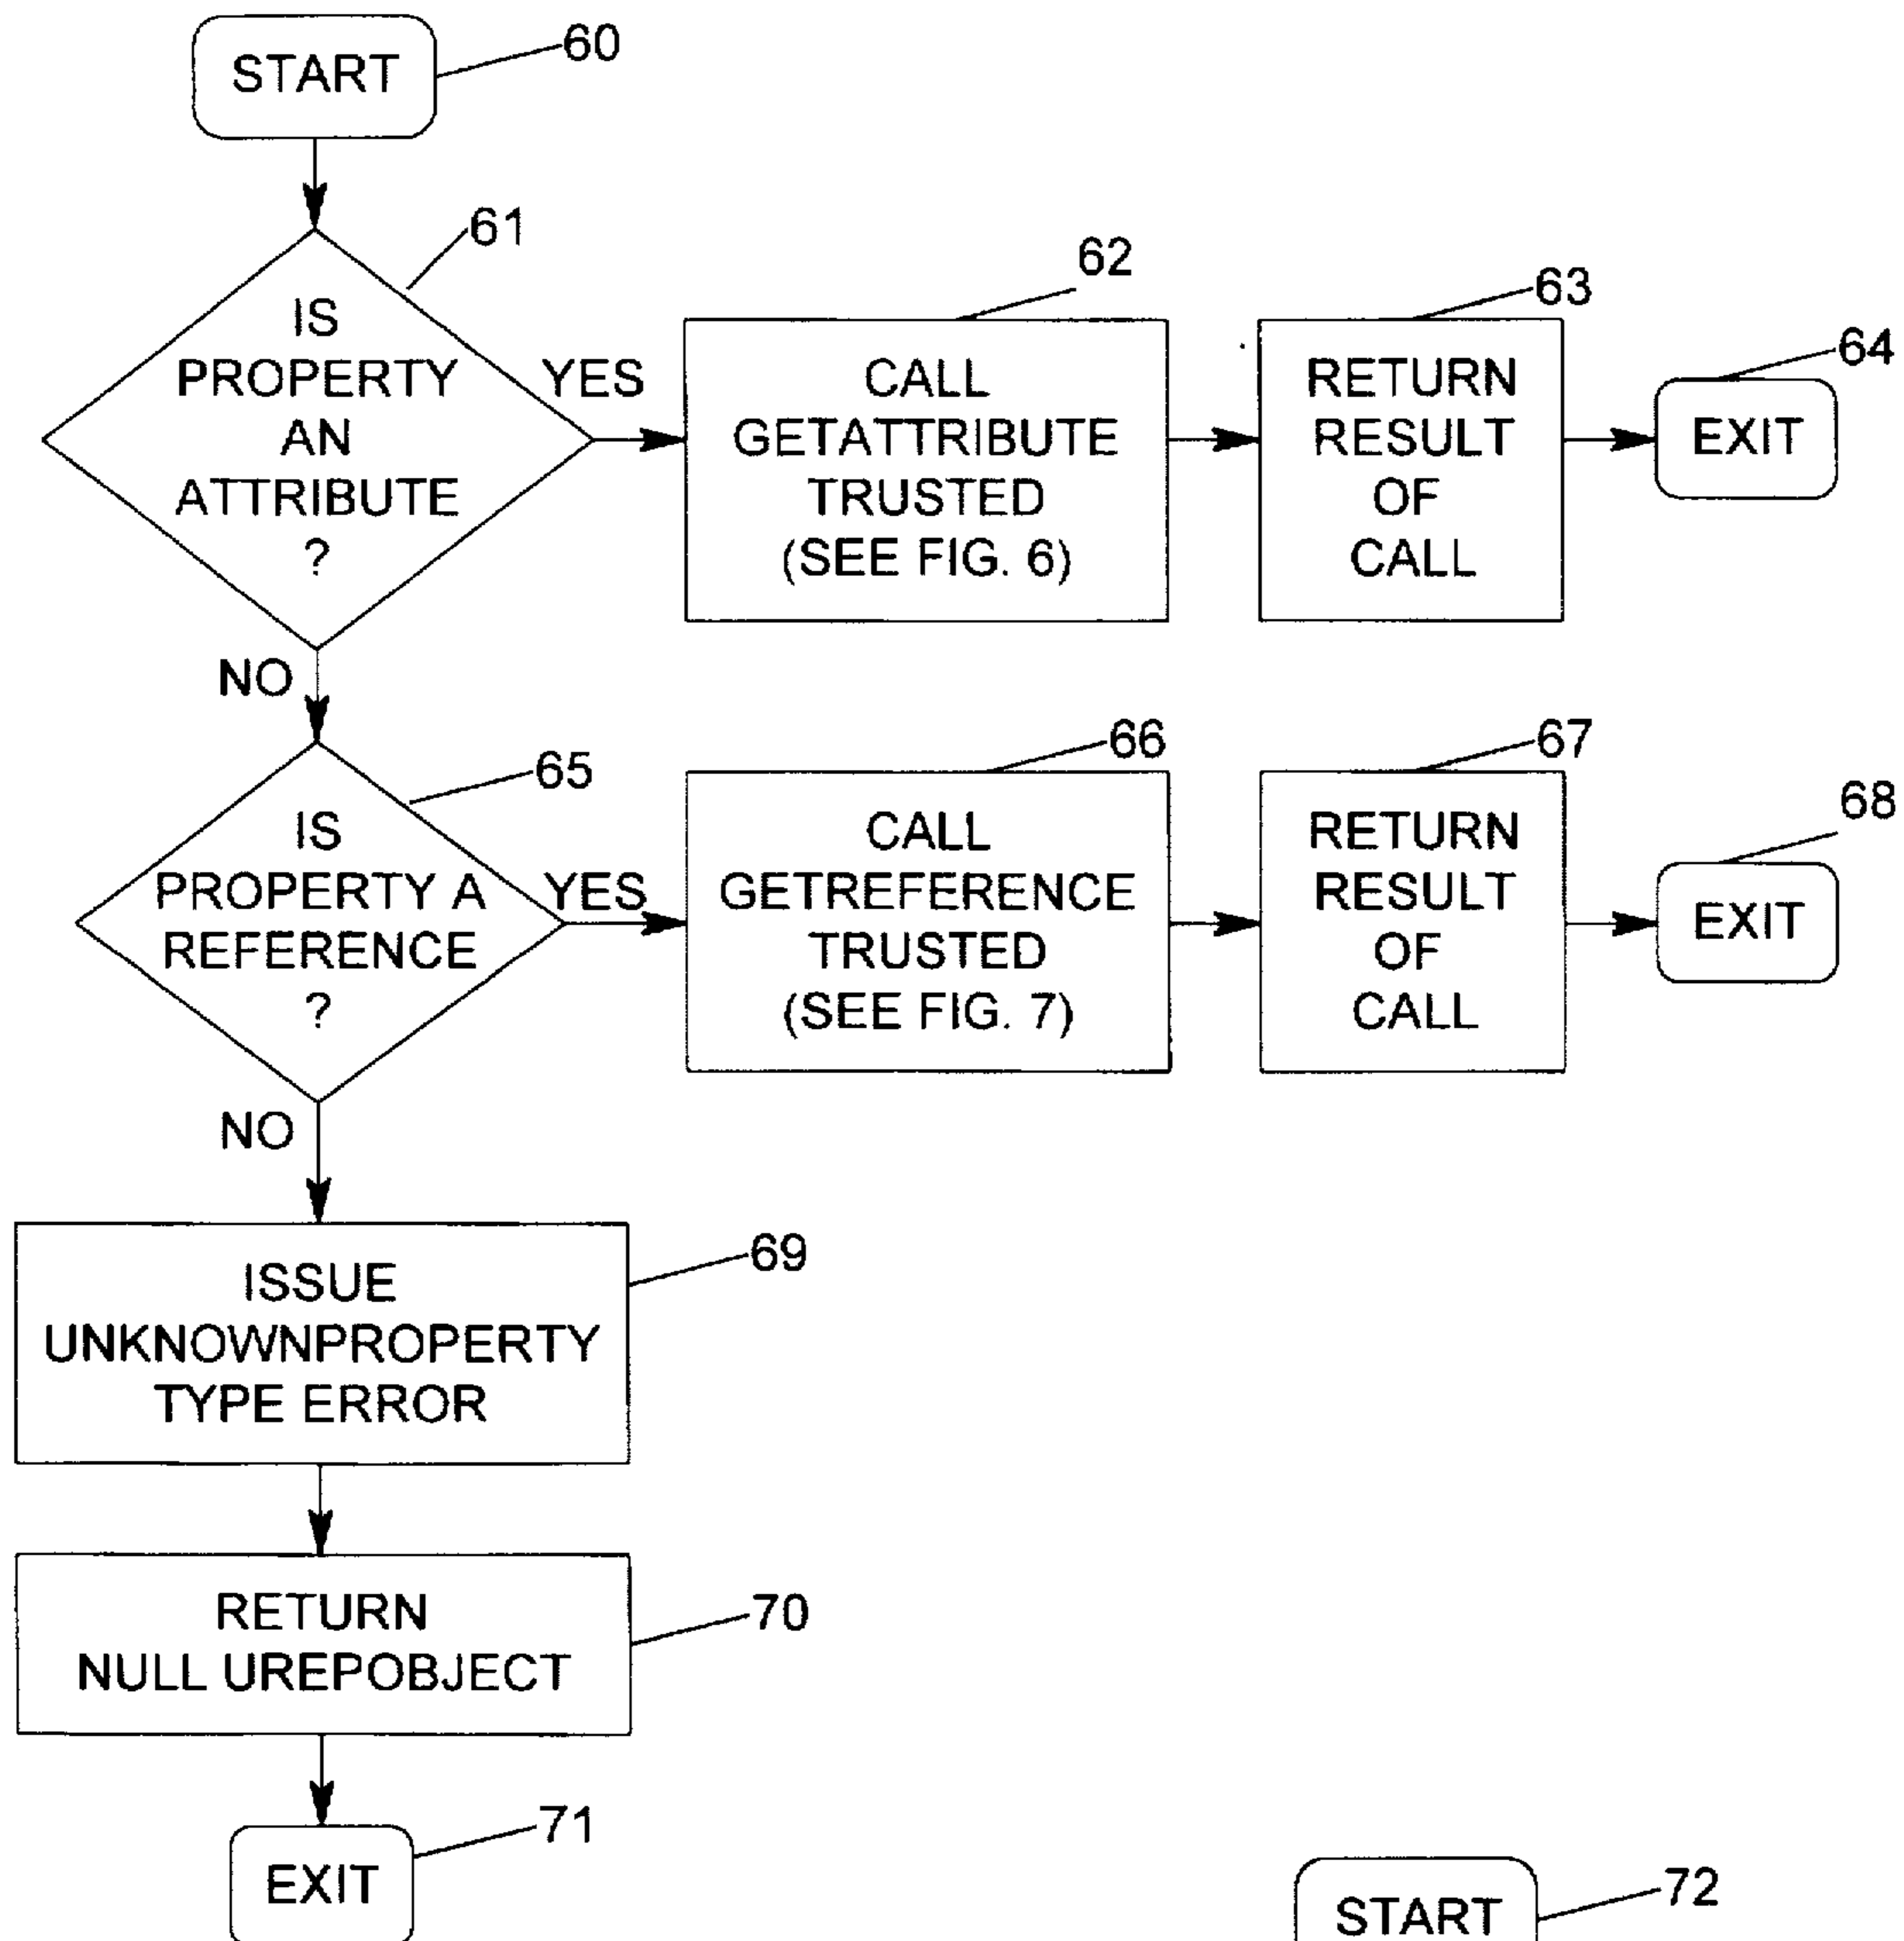 START
60
61
IS
PROPERTY
AN
ATTRIBUTE
?
YES
62
CALL
GETATTRIBUTE
TRUSTED
(SEE FIG. 6)
63
RETURN
RESULT
OF
CALL
64
EXIT
NO
65
IS
PROPERTY A
REFERENCE
?
YES
66
CALL
GETREFERENCE
TRUSTED
(SEE FIG. 7)
67
RETURN
RESULT
OF
CALL
68
EXIT
NO
69
ISSUE
UNKNOWNPROPERTY
TYPE ERROR
70
RETURN
NULL UREPOBJECT
71
EXIT
72
START